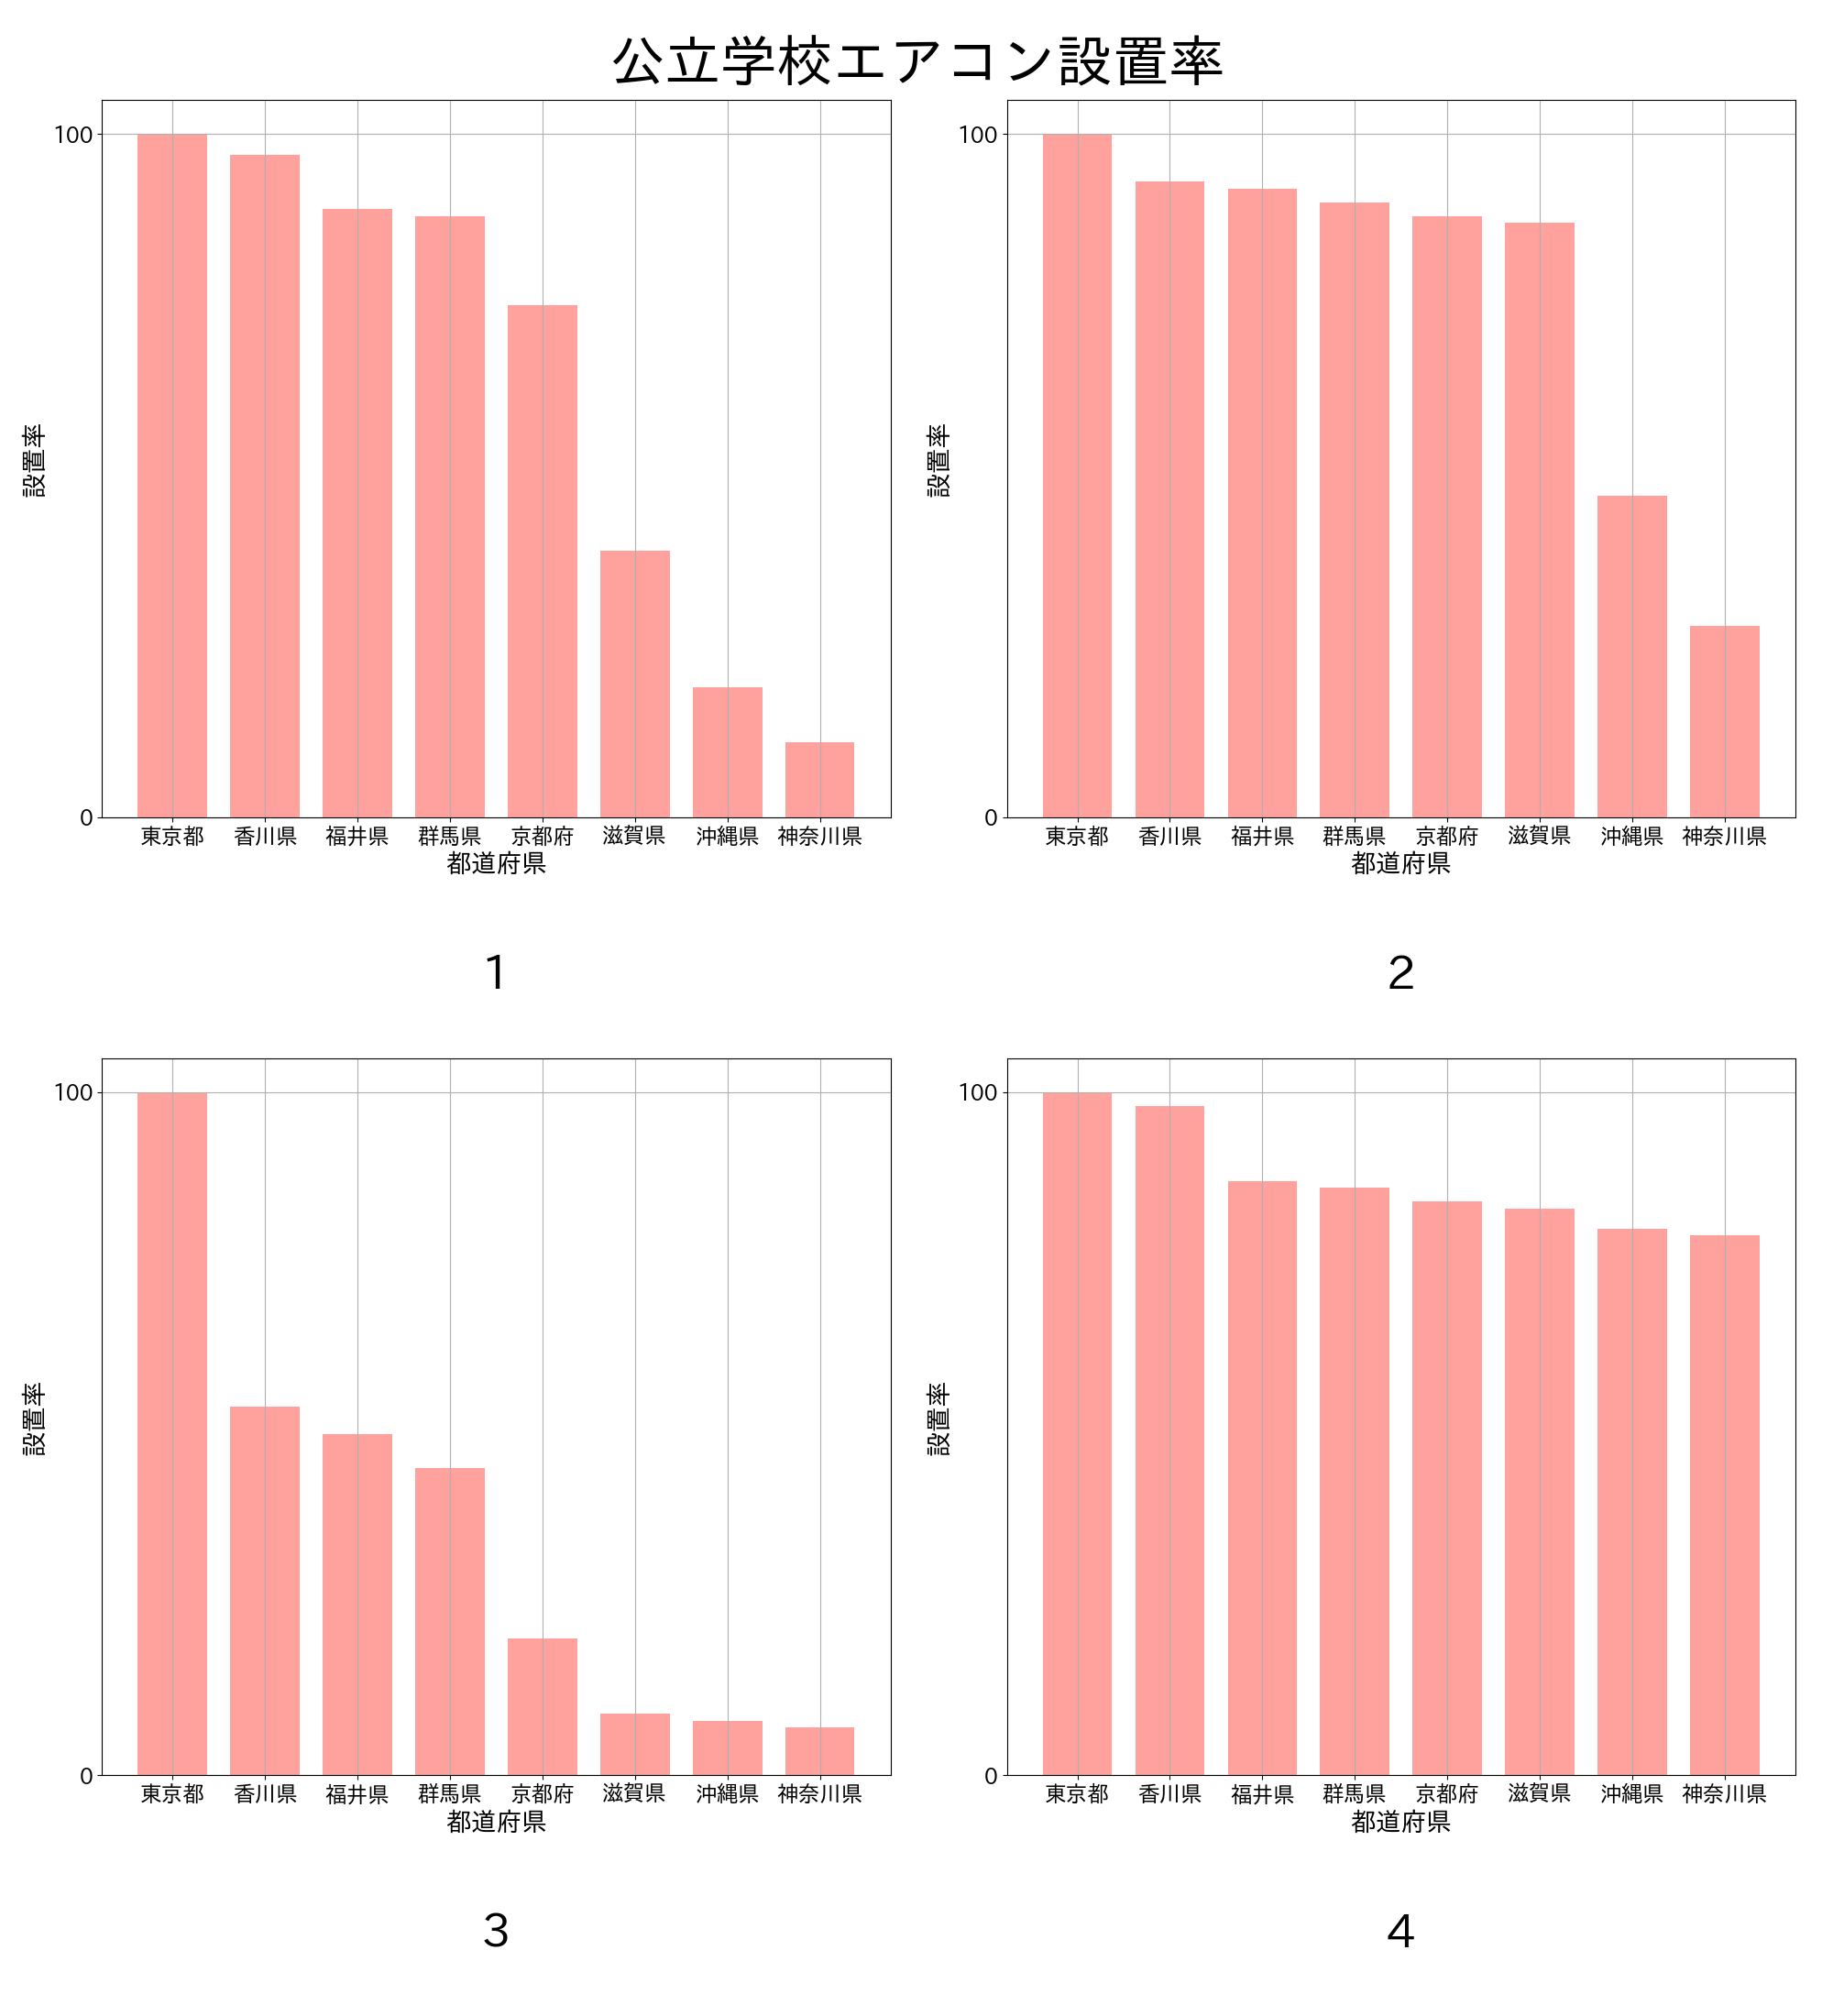 公立学校エアコン設置率
100
0
設置率
東京都 香川県 福井県 群馬県 京都府 滋賀県 沖縄県 神奈川県
都道府県
1
100
0
設置率
東京都 香川県 福井県 群馬県 京都府 滋賀県 沖縄県 神奈川県
都道府県
2
100
0
設置率
東京都 香川県 福井県 群馬県 京都府 滋賀県 沖縄県 神奈川県
都道府県
3
100
0
設置率
東京都 香川県 福井県 群馬県 京都府 滋賀県 沖縄県 神奈川県
都道府県
4